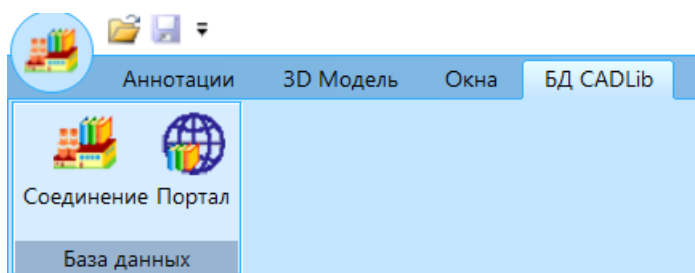 Аннотации 3D Модель Окна БД CADLib
Соединение Портал
База данных